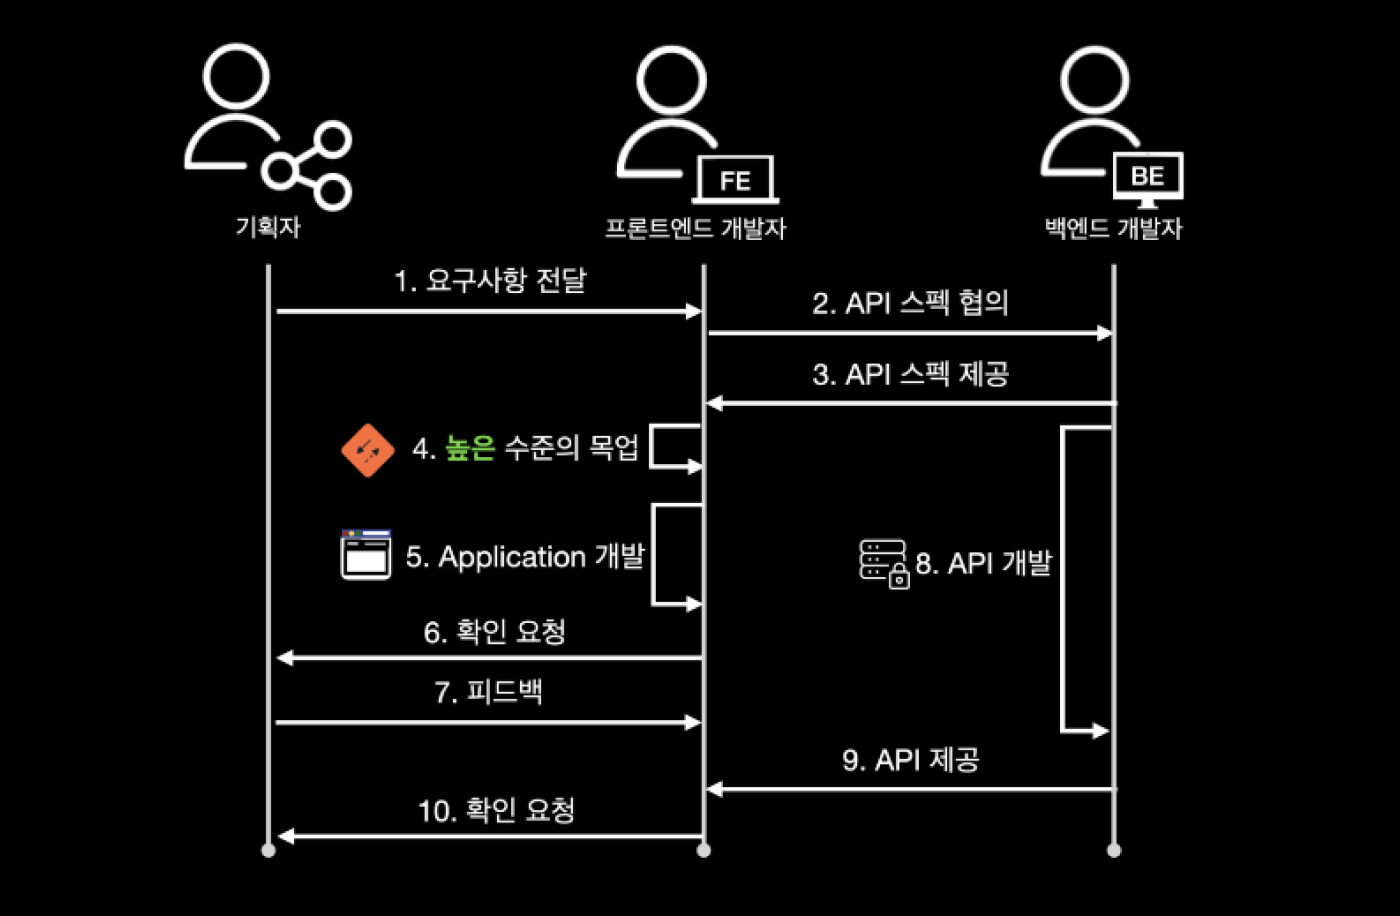 FE
BE
기획자
프론트엔드 개발자
백엔드 개발자
1. 요구사항 전달
2. API 스펙 협의
3. API 스펙 제공
4. 높은 수준의 목업
5. Application 개발
8. API 개발
6. 확인 요청
7. 피드백
9. API 제공
10. 확인 요청